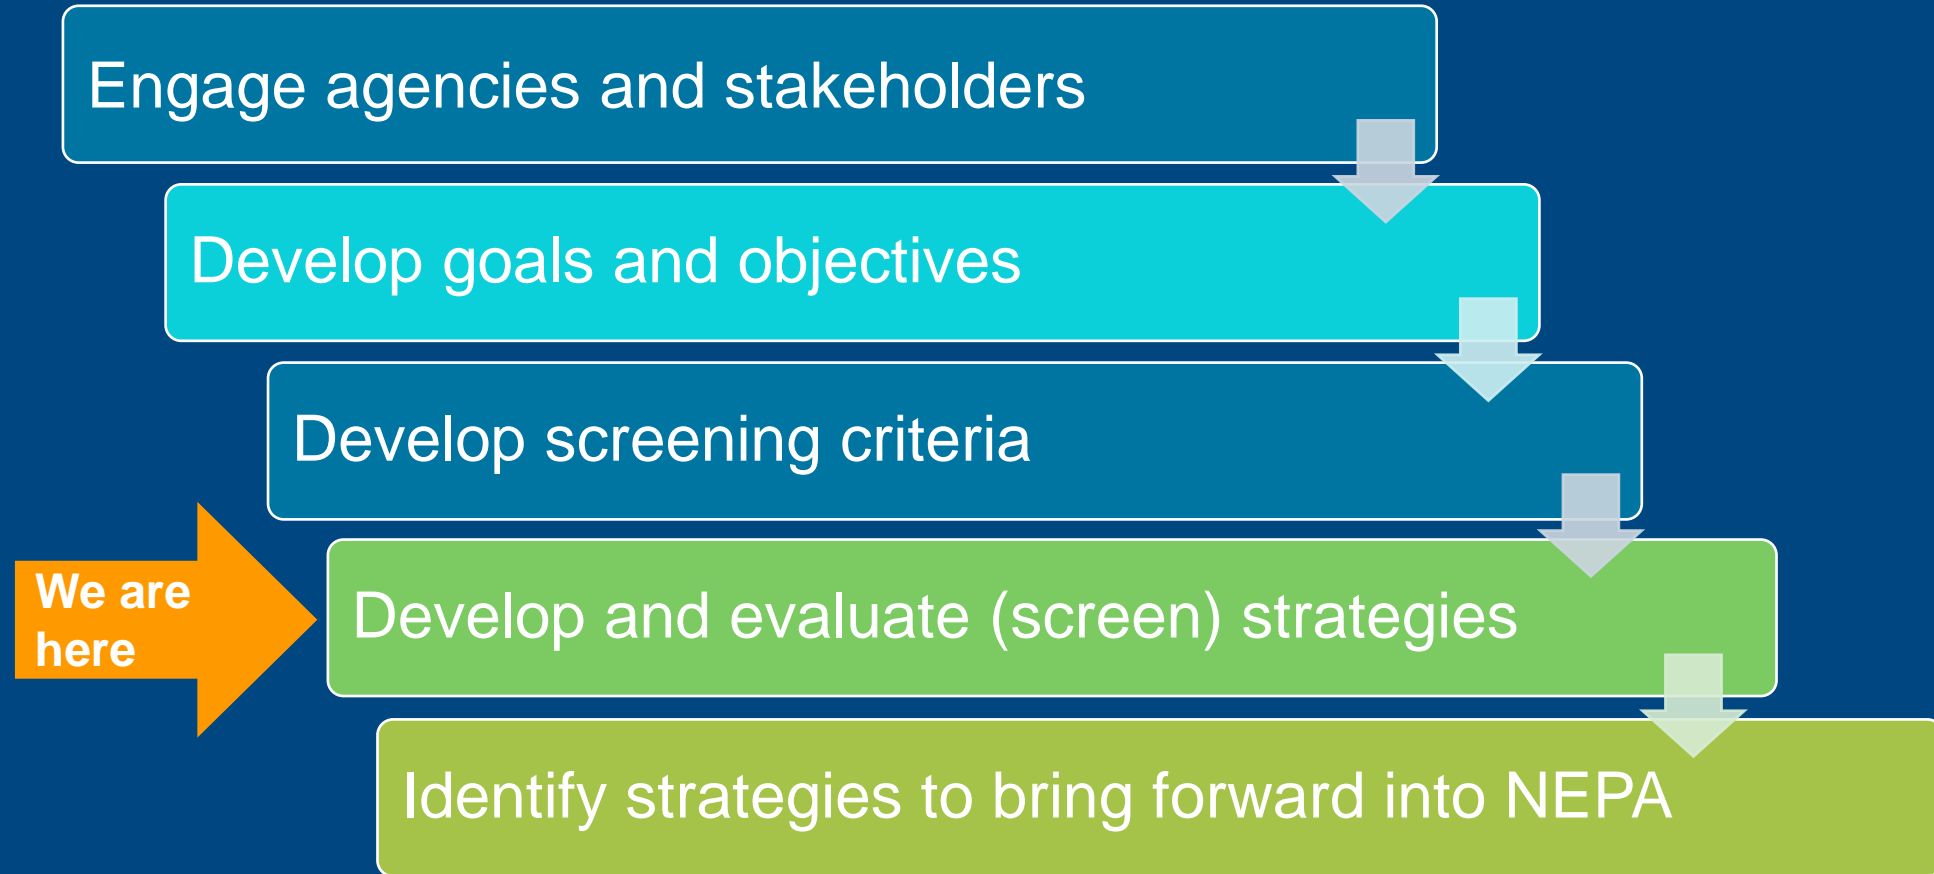 Engage agencies and stakeholders
Develop goals and objectives
Develop screening criteria
We are
here
Develop and evaluate (screen) strategies
Identify strategies to bring forward into NEPA